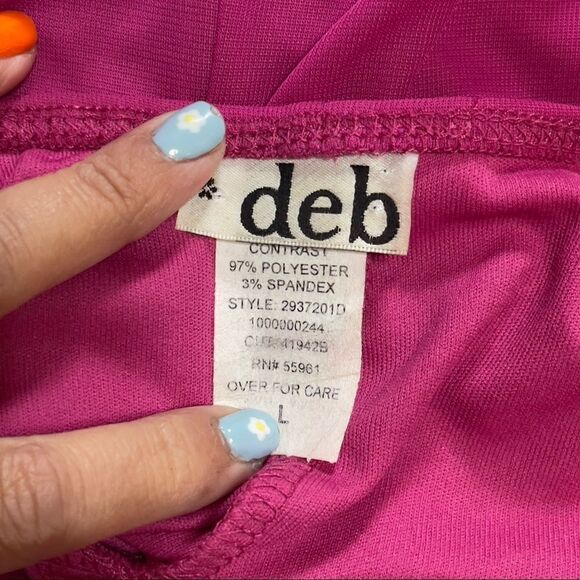 deb
CONTRAST
97% POLYESTER
3% SPANDEX
STYLE: 2937201D
1000000244
RN# 55961
OVER FOR CARE
L